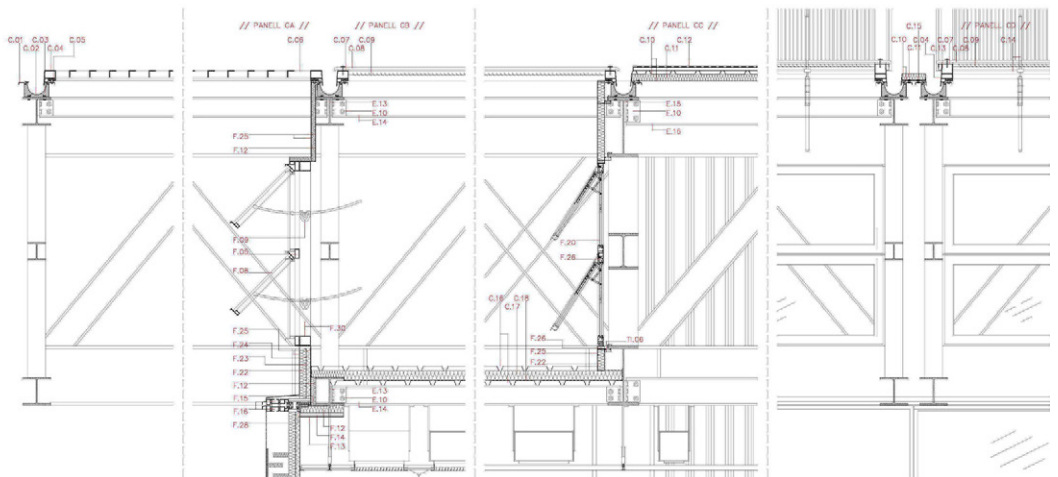 // PANELL CA //
// PANELL CB //
// PANELL CC //
// PANELL CD //
C.01
C.03
C.05
C.02
C.04
C.06
C.07
C.09
C.08
C.10
C.12
C.11
C.15
C.10
C.04
C.07
C.09
C.14
C.11
C.13
C.08
E.13
E.10
E.14
F.25
F.12
E.15
E.10
E.15
F.09
F.05
F.08
F.20
F.26
C.16
C.18
C.17
F.30
F.25
F.24
F.23
F.22
F.12
F.15
F.16
F.28
F.26
F.25
F.22
TI.06
E.13
E.10
E.14
F.12
F.14
F.13